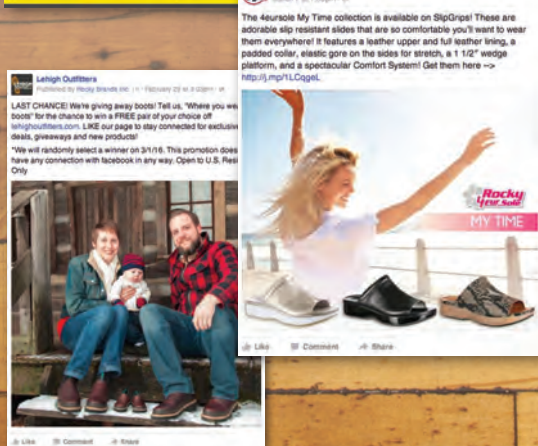 The 4eursole My Time collection is available on SlipGrips! These are
adorable slip resistant slides that are so comfortable you'll want to wear
them everywhere! It features a leather upper and full leather lining, a
padded collar, elastic gore on the sides for stretch, a 1 1/2" wedge
platform, and a spectacular Comfort System! Get them here -->
http://j.mp/1LCqgeL
Rocky
4eur Sole
MY TIME
Like Comment Share
Lehigh Outfitters
Published by Rocky Brands Inc February 22 at
LAST CHANCE! We're giving away boots! Tell us, "Where you
boots" for the chance to win a FREE pair of your choice off
lehighoutfitters.com. LIKE our page to stay connected for exclusive
deals, giveaways and new products!
*We will randomly select a winner on 3/1/16. This promotion does
have any connection with facebook in any way. Open to U.S.
Only
Like Comment Share